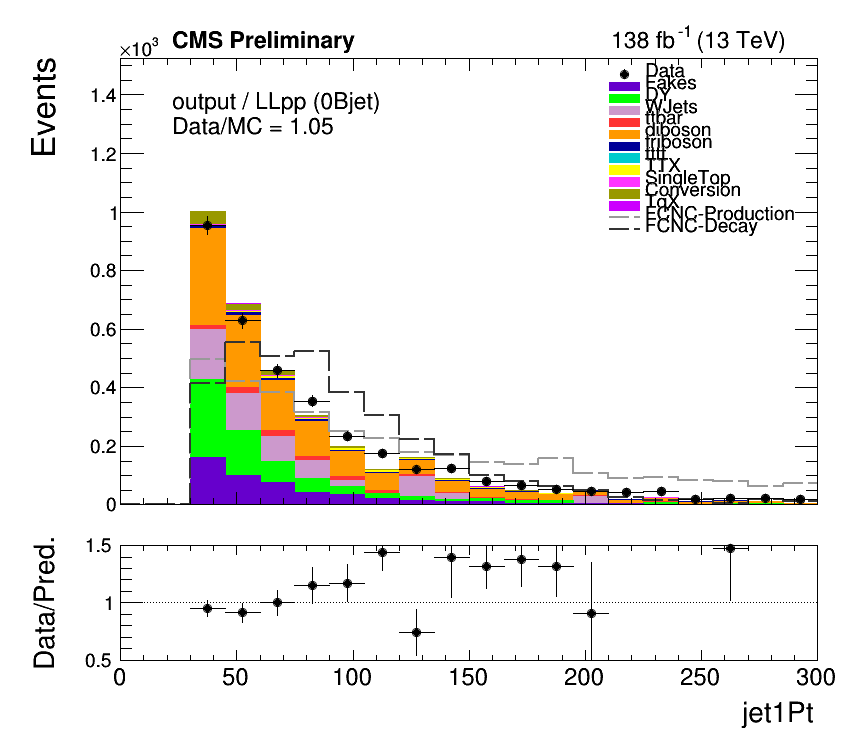 ×10³ CMS Preliminary 138 fb⁻¹ (13 TeV)
Events
output / LLpp (0Bjet)
Data/MC = 1.05
Data
Fakes
DY
WJets
ttbar
diboson
triboson
tttt
TTX
SingleTop
Conversion
TqX
FCNC-Production
FCNC-Decay
1.4
1.2
1
0.8
0.6
0.4
0.2
0
Data/Pred.
1.5
1
0.5
0 50 100 150 200 250 300
jet1Pt